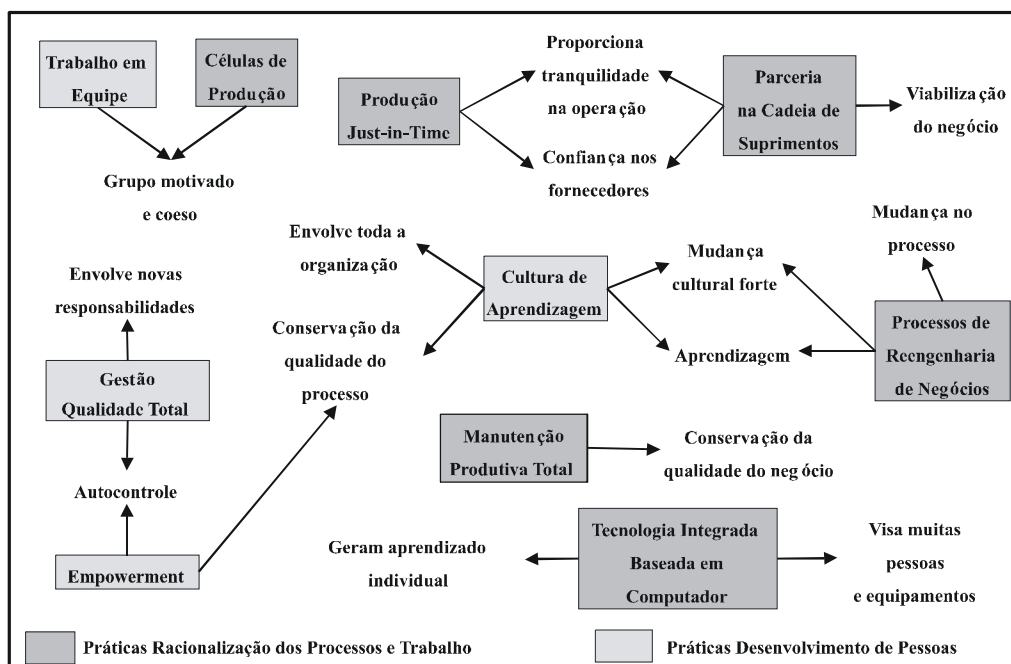 Trabalho em
Equipe
Células de
Produção
Grupo motivado
e coeso
Produção
Just-in-Time
Proporciona
tranquilidade
na operação
Confiança nos
fornecedores
Parceria
na Cadeia de
Suprimentos
Viabilização
do negócio
Envolve toda a
organização
Conservação da
qualidade do
processo
Cultura de
Aprendizagem
Mudança
cultural forte
Aprendizagem
Mudança no
processo
Processos de
Reengenharia
de Negócios
Envolve novas
responsabilidades
Gestão
Qualidade Total
Autocontrole
Empowerment
Manutenção
Produtiva Total
Conservação da
qualidade do negócio
Geram aprendizado
individual
Tecnologia Integrada
Baseada em
Computador
Visa muitas
pessoas
e equipamentos
Práticas Racionalização dos Processos e Trabalho
Práticas Desenvolvimento de Pessoas